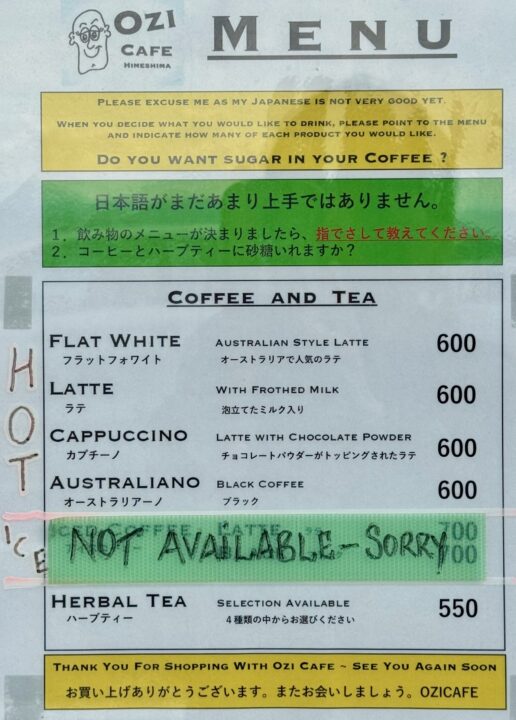 OZI
CAFE
HIMESHIMA
MENU
PLEASE EXCUSE ME AS MY JAPANESE IS NOT VERY GOOD YET.
WHEN YOU DECIDE WHAT YOU WOULD LIKE TO DRINK, PLEASE POINT TO THE MENU
AND INDICATE HOW MANY OF EACH PRODUCT YOU WOULD LIKE.
DO YOU WANT SUGAR IN YOUR COFFEE ?
日本語がまだあまり上手ではありません。
1. 飲み物のメニューが決まりましたら、指でさして教えてください。
2. コーヒーとハーブティーに砂糖いれますか？
COFFEE AND TEA
HOT
FLAT WHITE AUSTRALIAN STYLE LATTE 600
フラットフォワイト オーストラリアで人気のラテ
LATTE WITH FROTHED MILK 600
ラテ 泡立てたミルク入り
CAPPUCCINO LATTE WITH CHOCOLATE POWDER 600
カプチーノ チョコレートパウダーがトッピングされたラテ
AUSTRALIANO BLACK COFFEE 600
オーストラリアーノ ブラック
ICE
ICED COFFEE LATTE 700
NOT AVAILABLE - SORRY
HERBAL TEA SELECTION AVAILABLE 550
ハーブティー 4種類の中からお選びください
THANK YOU FOR SHOPPING WITH OZI CAFE ~ SEE YOU AGAIN SOON
お買い上げありがとうございます。またお会いしましょう。OZICAFE